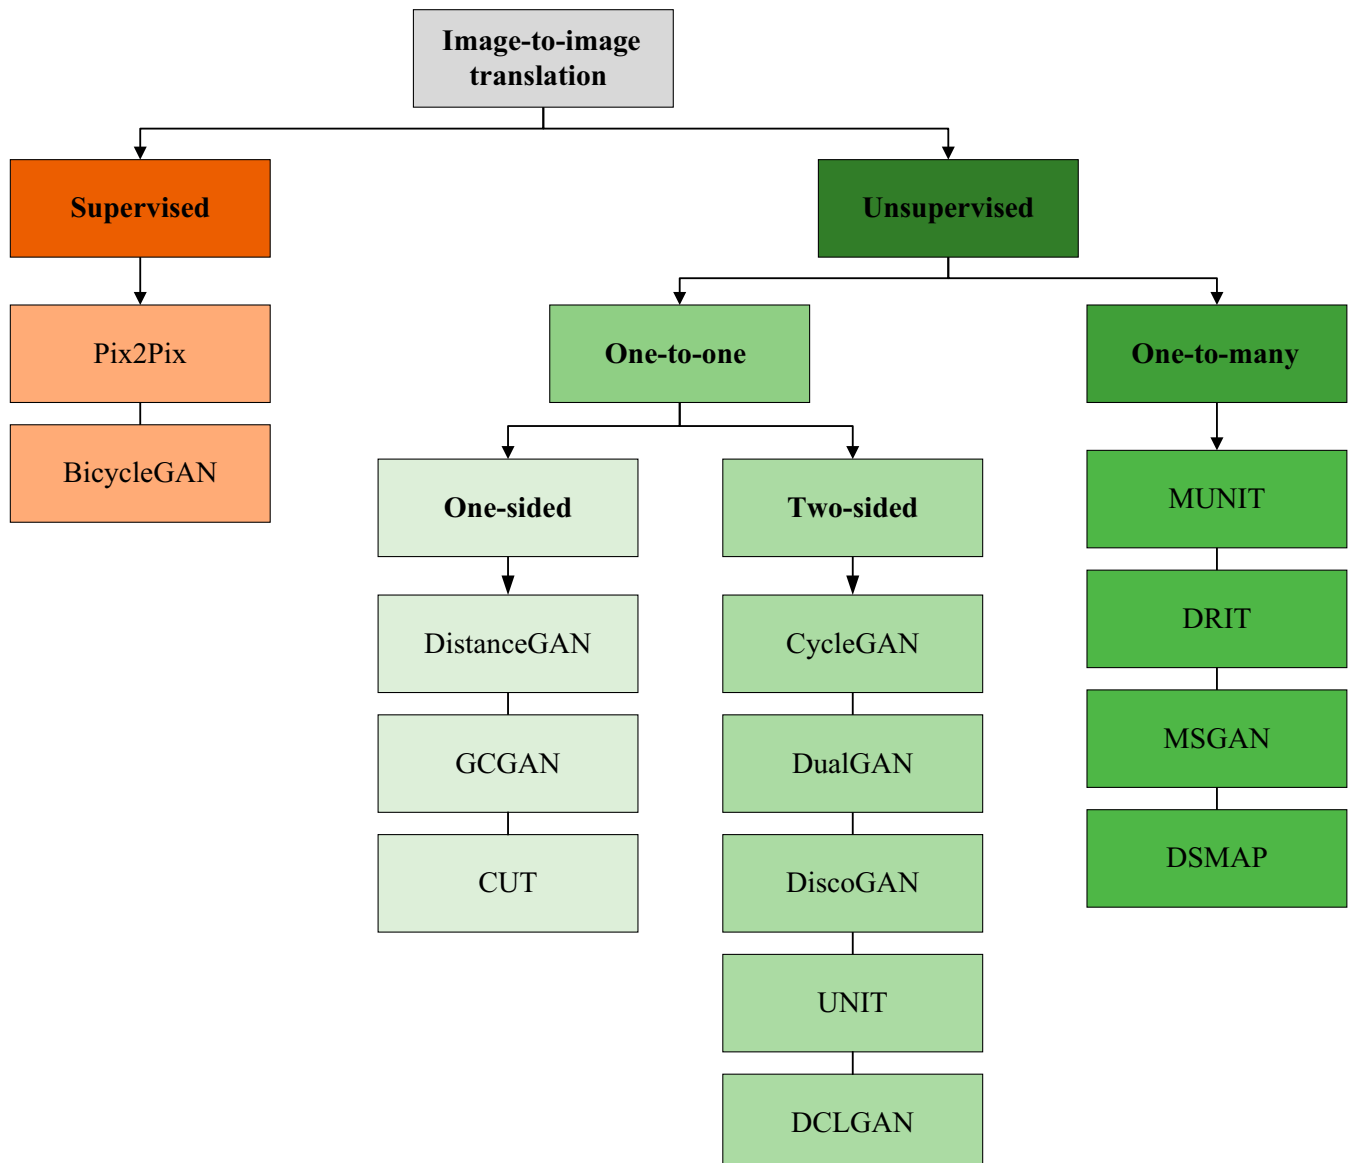 Image-to-image
translation
Supervised
Unsupervised
Pix2Pix
BicycleGAN
One-to-one
One-to-many
One-sided
Two-sided
DistanceGAN
GCGAN
CUT
CycleGAN
DualGAN
DiscoGAN
UNIT
DCLGAN
MUNIT
DRIT
MSGAN
DSMAP